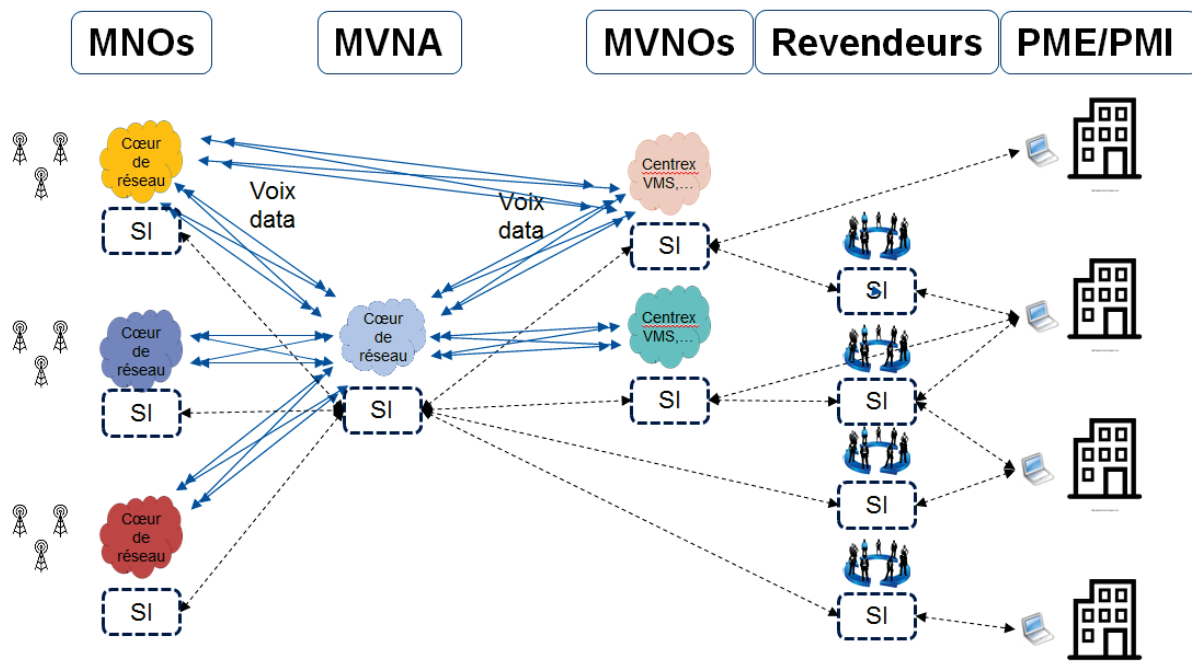 MNOs
MVNA
MVNOs
Revendeurs
PME/PMI
Cœur
de
réseau
SI
Voix
data
Voix
data
Centrex
VMS,...
SI
SI
Cœur
de
réseau
SI
Cœur
de
réseau
SI
Centrex
VMS,...
SI
SI
SI
Cœur
de
réseau
SI
SI